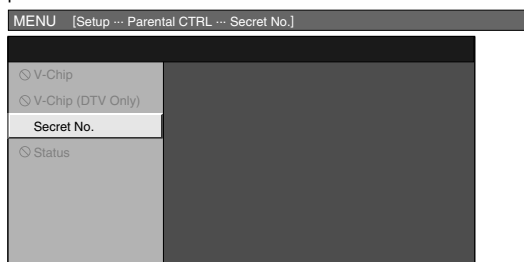 MENU [Setup ··· Parental CTRL ··· Secret No.]
V-Chip
V-Chip (DTV Only)
Secret No.
Status